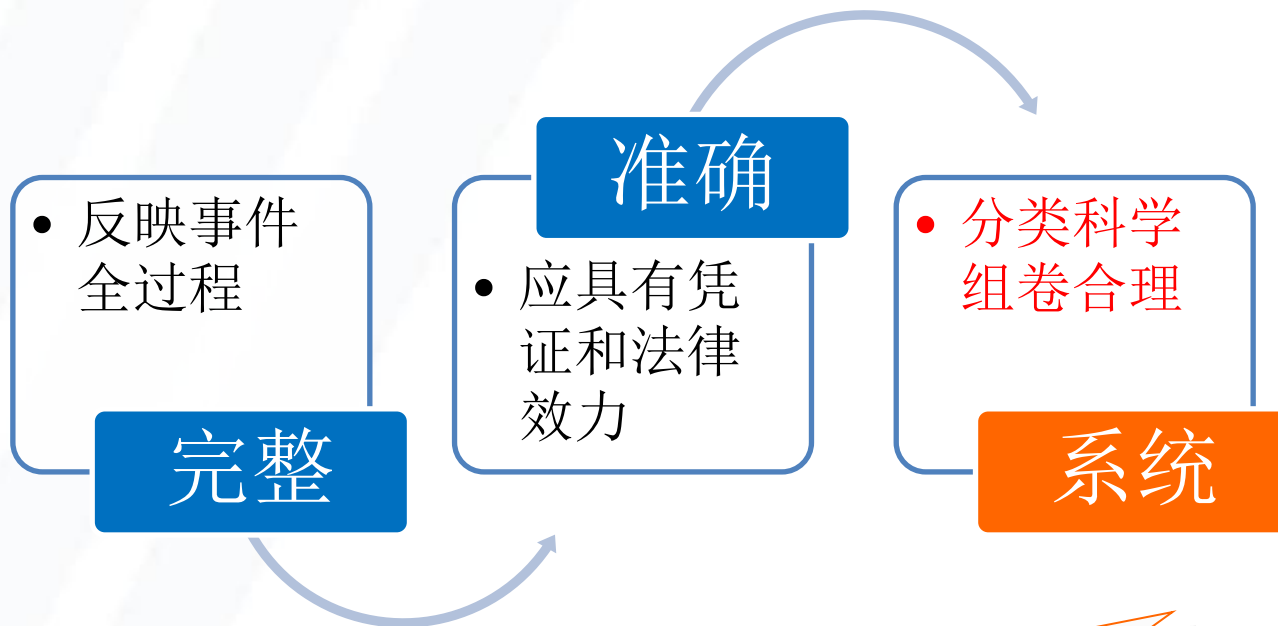 • 反映事件
全过程
完整
准确
• 应具有凭
证和法律
效力
• 分类科学
组卷合理
系统